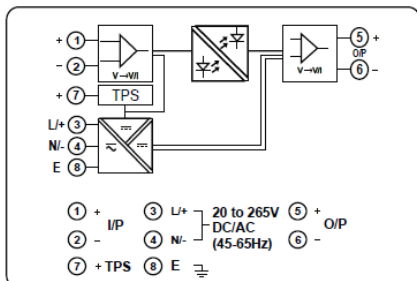 + 1
- 2
V→V/I
V→V/I
5 +
O/P
6 -
+ 7 TPS
L/+ 3
N/- 4
E 8
1 + 3 L/+ 20 to 265V 5 +
I/P DC/AC O/P
2 - 4 N/- (45-65Hz) 6 -
7 + TPS 8 E